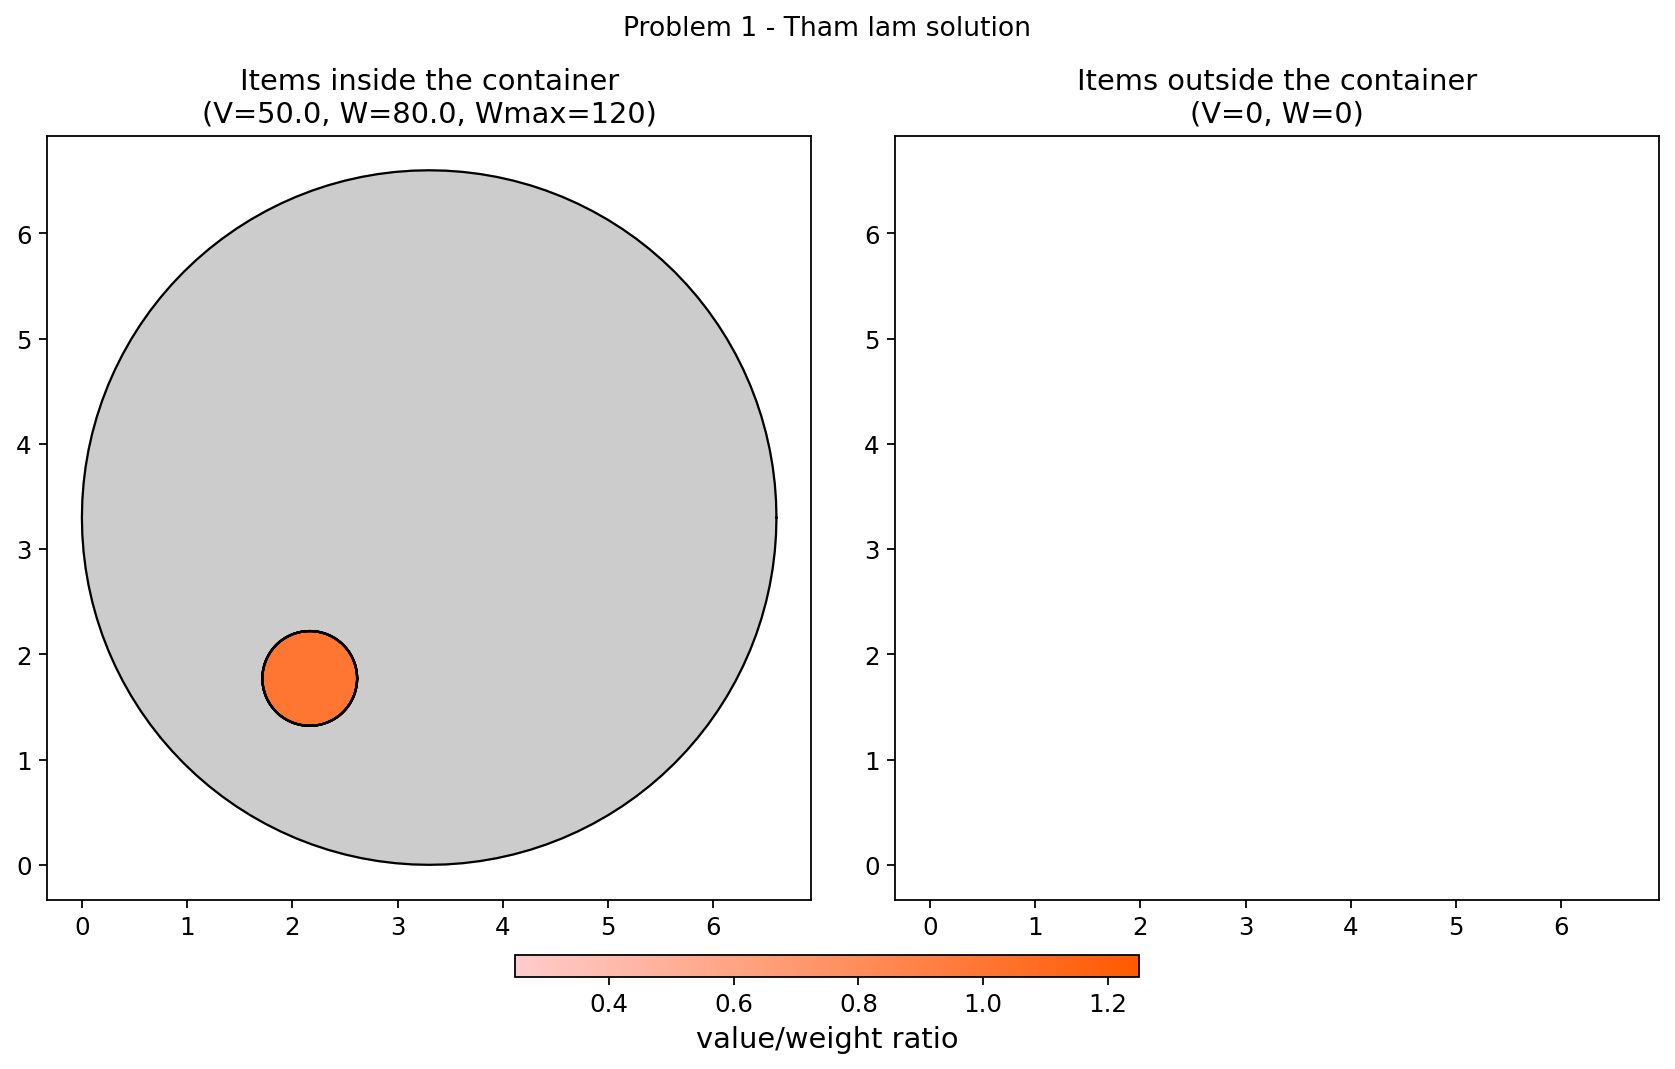 Problem 1 - Tham lam solution
Items inside the container
(V=50.0, W=80.0, Wmax=120)
6
5
4
3
2
1
0
0 1 2 3 4 5 6
Items outside the container
(V=0, W=0)
6
5
4
3
2
1
0
0 1 2 3 4 5 6
0.4 0.6 0.8 1.0 1.2
value/weight ratio